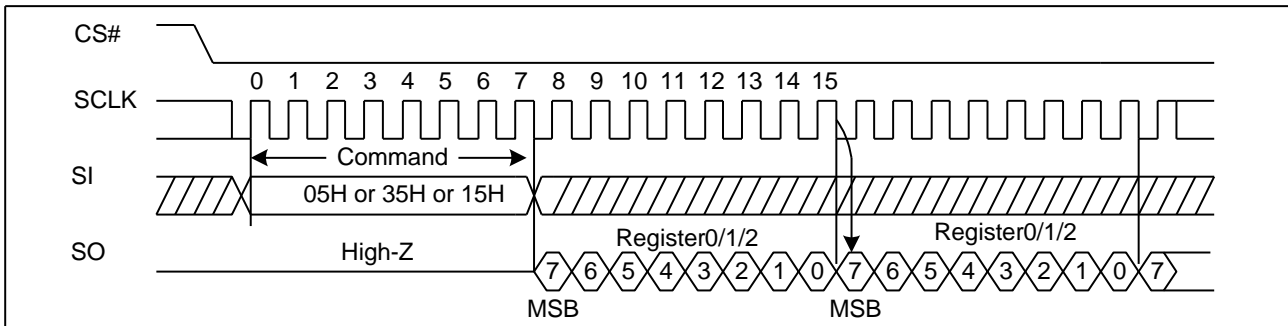 CS#
0 1 2 3 4 5 6 7 8 9 10 11 12 13 14 15
SCLK
Command
SI
05H or 35H or 15H
Register0/1/2 Register0/1/2
SO
High-Z
7 6 5 4 3 2 1 0 7 6 5 4 3 2 1 0 7
MSB MSB